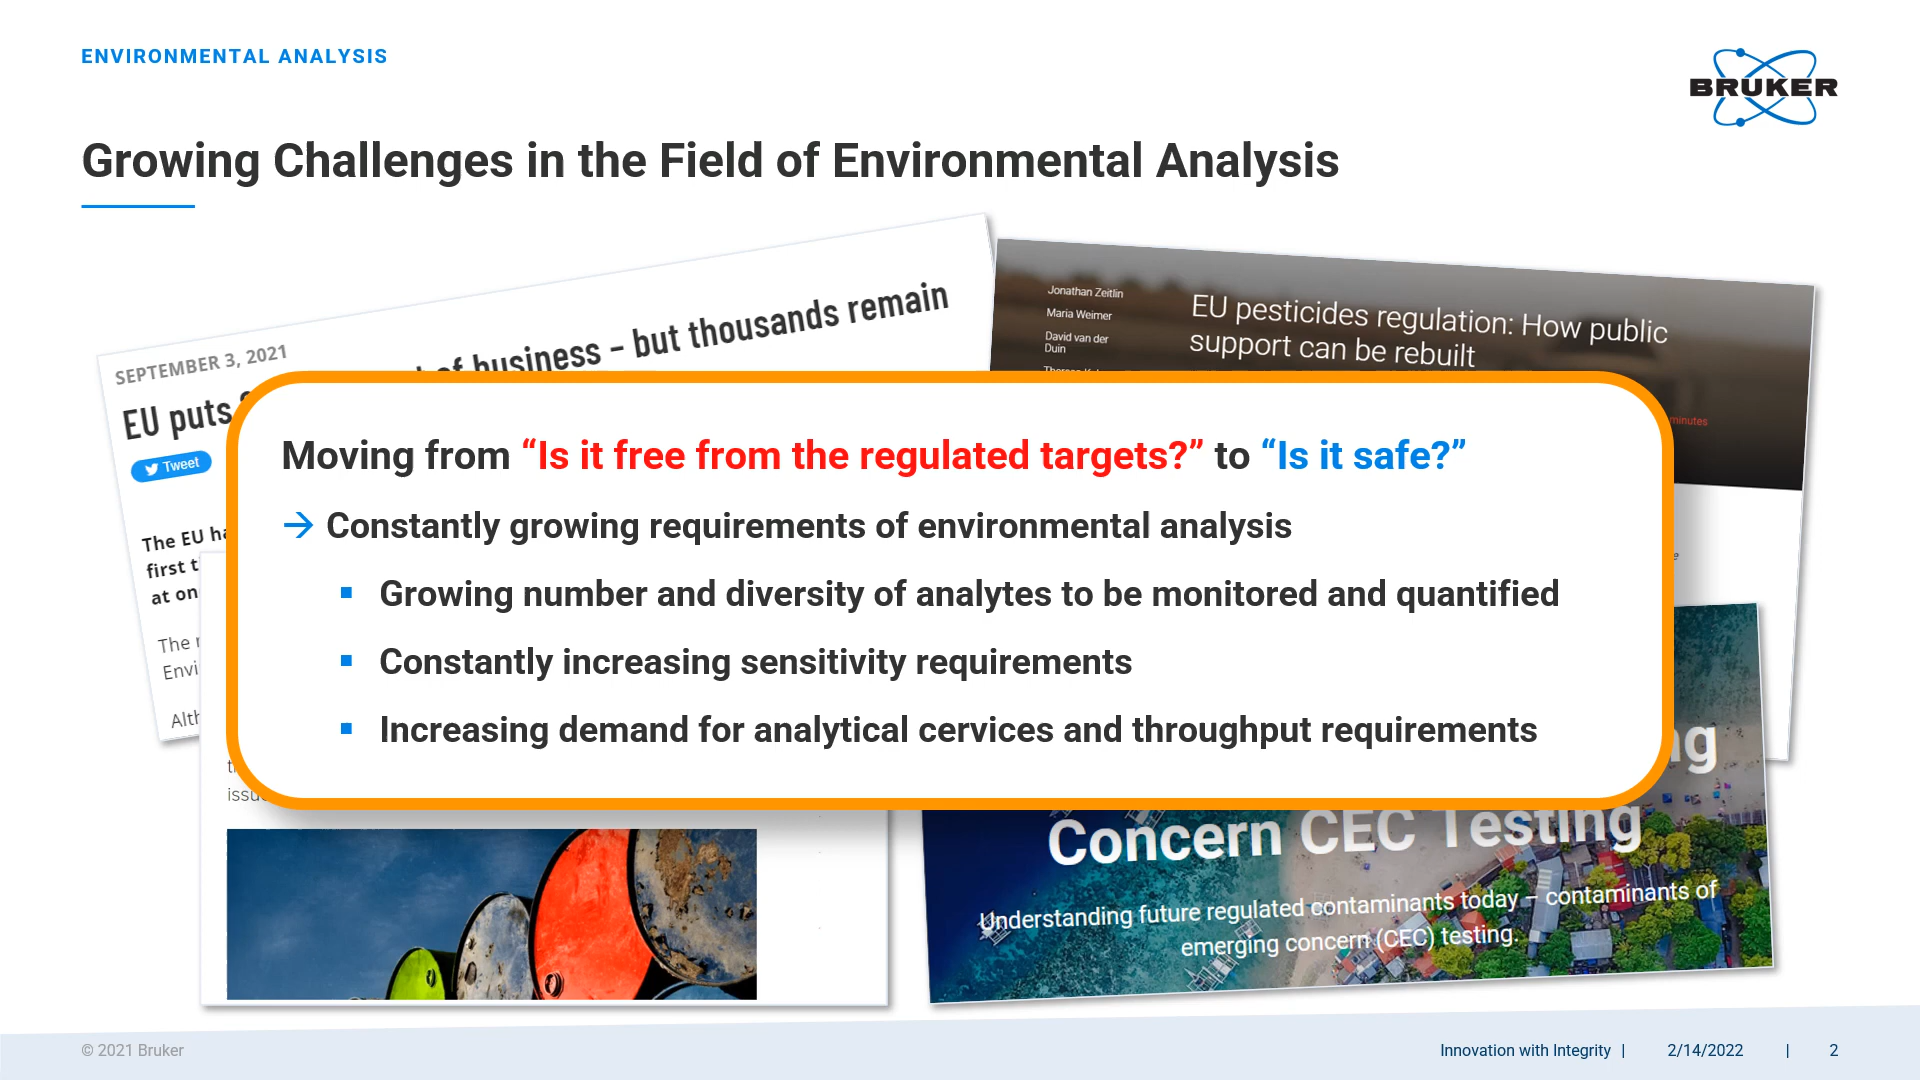 ENVIRONMENTAL ANALYSIS
BRUKER
Growing Challenges in the Field of Environmental Analysis
SEPTEMBER 3, 2021
EU puts
of business – but thousands remain
Tweet
The EU
first
at on
The
Envi
Alth
issu
Jonathan Zeitlin
Maria Weimer
David van der
Duin
EU pesticides regulation: How public
support can be rebuilt
minutes
Moving from “Is it free from the regulated targets?” to “Is it safe?”
→ Constantly growing requirements of environmental analysis
▪ Growing number and diversity of analytes to be monitored and quantified
▪ Constantly increasing sensitivity requirements
▪ Increasing demand for analytical cervices and throughput requirements
ng
Concern CEC Testing
Understanding future regulated contaminants today – contaminants of
emerging concern (CEC) testing.
© 2021 Bruker
Innovation with Integrity | 2/14/2022 | 2